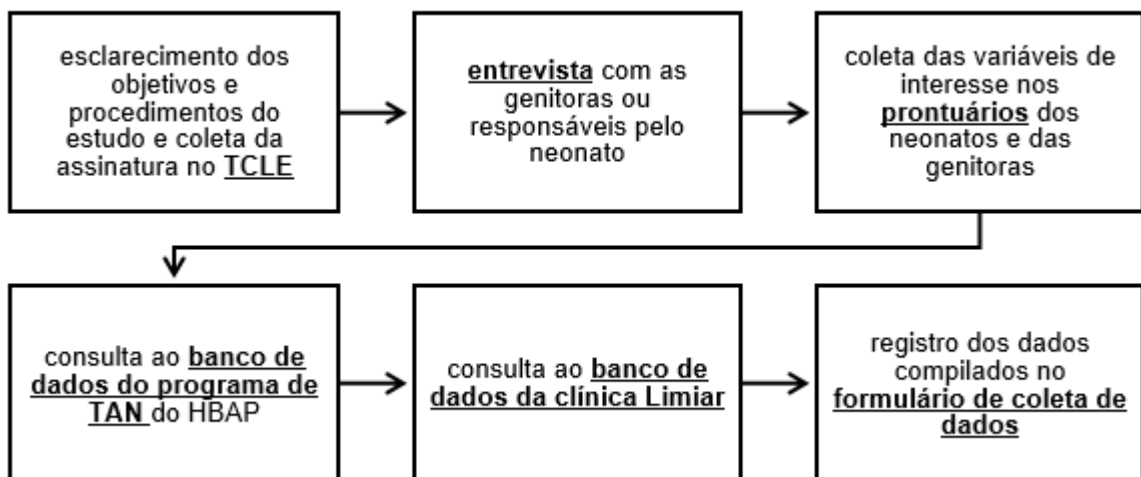 esclarecimento dos
objetivos e
procedimentos do
estudo e coleta da
assinatura no TCLE
entrevista com as
genitoras ou
responsáveis pelo
neonato
coleta das variáveis de
interesse nos
prontuários dos
neonatos e das
genitoras
consulta ao banco de
dados do programa de
TAN do HBAP
consulta ao banco de
dados da clínica Limiar
registro dos dados
compilados no
formulário de coleta de
dados